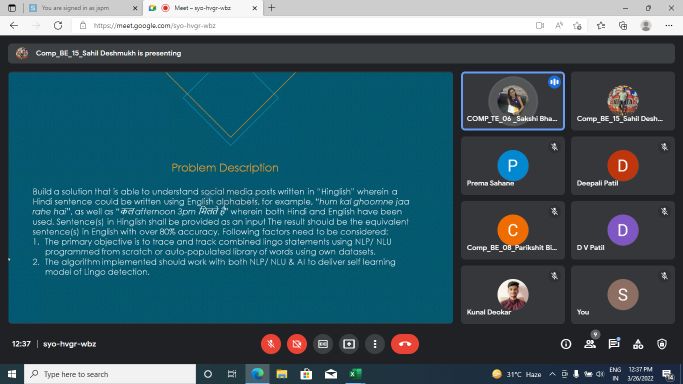 You are signed in as jspm
Meet – syo-hvgr-wbz
https://meet.google.com/syo-hvgr-wbz
Comp_BE_15_Sahil Deshmukh is presenting
Problem Description
Build a solution that is able to understand social media posts written in "Hinglish" wherein a
Hindi sentence could be written using English alphabets, for example, "hum kal ghoomne jaa
rahe hai", as well as "कल afternoon 3pm मिलते हैं" wherein both Hindi and English have been
used. Sentence(s) in Hinglish shall be provided as an input The result should be the equivalent
sentence(s) in English with over 80% accuracy. Following factors need to be considered:
1. The primary objective is to trace and track combined lingo statements using NLP/ NLU
programmed from scratch or auto-populated library of words using own datasets.
2. The algorithm implemented should work with both NLP/ NLU & AI to deliver self learning
model of Lingo detection.
COMP_TE_06_ Sakshi Bha...
Comp_BE_15_Sahil Desh...
P
Prema Sahane
D
Deepali Patil
C
Comp_BE_08_Parikshit Bi...
D
D V Patil
Kunal Deokar
S
You
12:37 | syo-hvgr-wbz
9
Type here to search
31°C Haze
ENG
IN
12:37 PM
3/26/2022